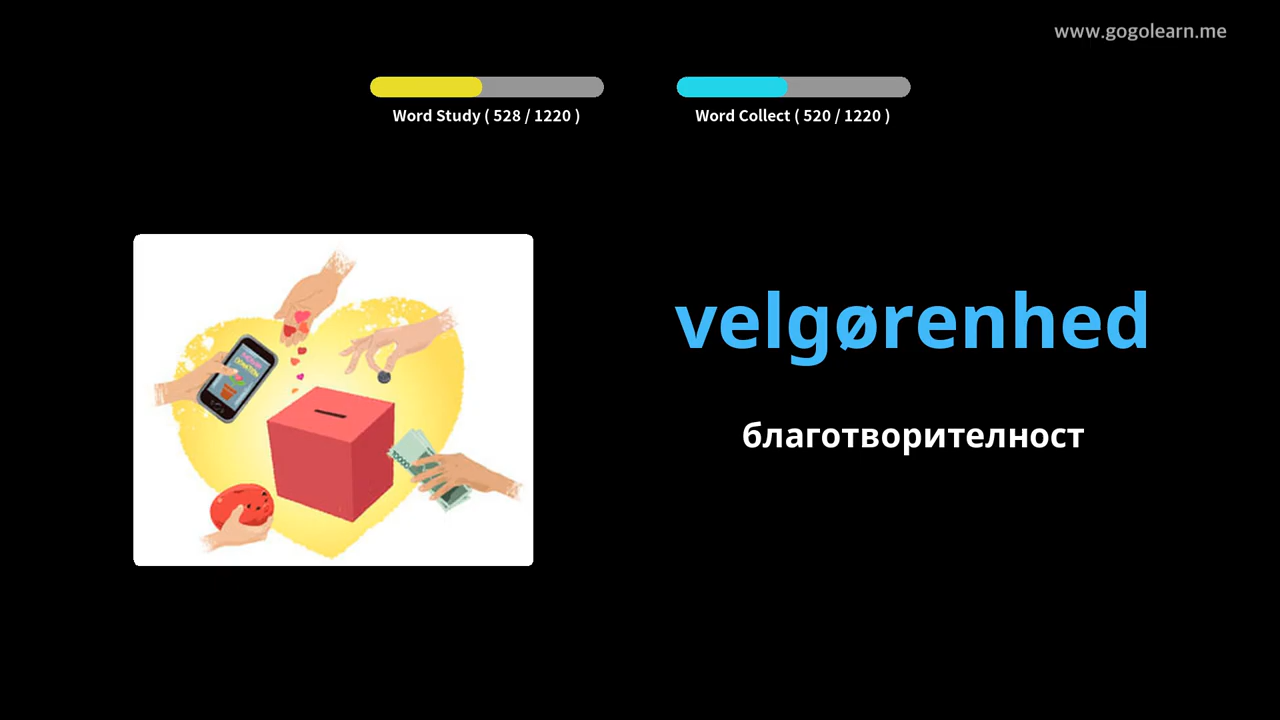 www.gogolearn.me
Word Study ( 528 / 1220 )
Word Collect ( 520 / 1220 )
velgørenhed
благотворителност